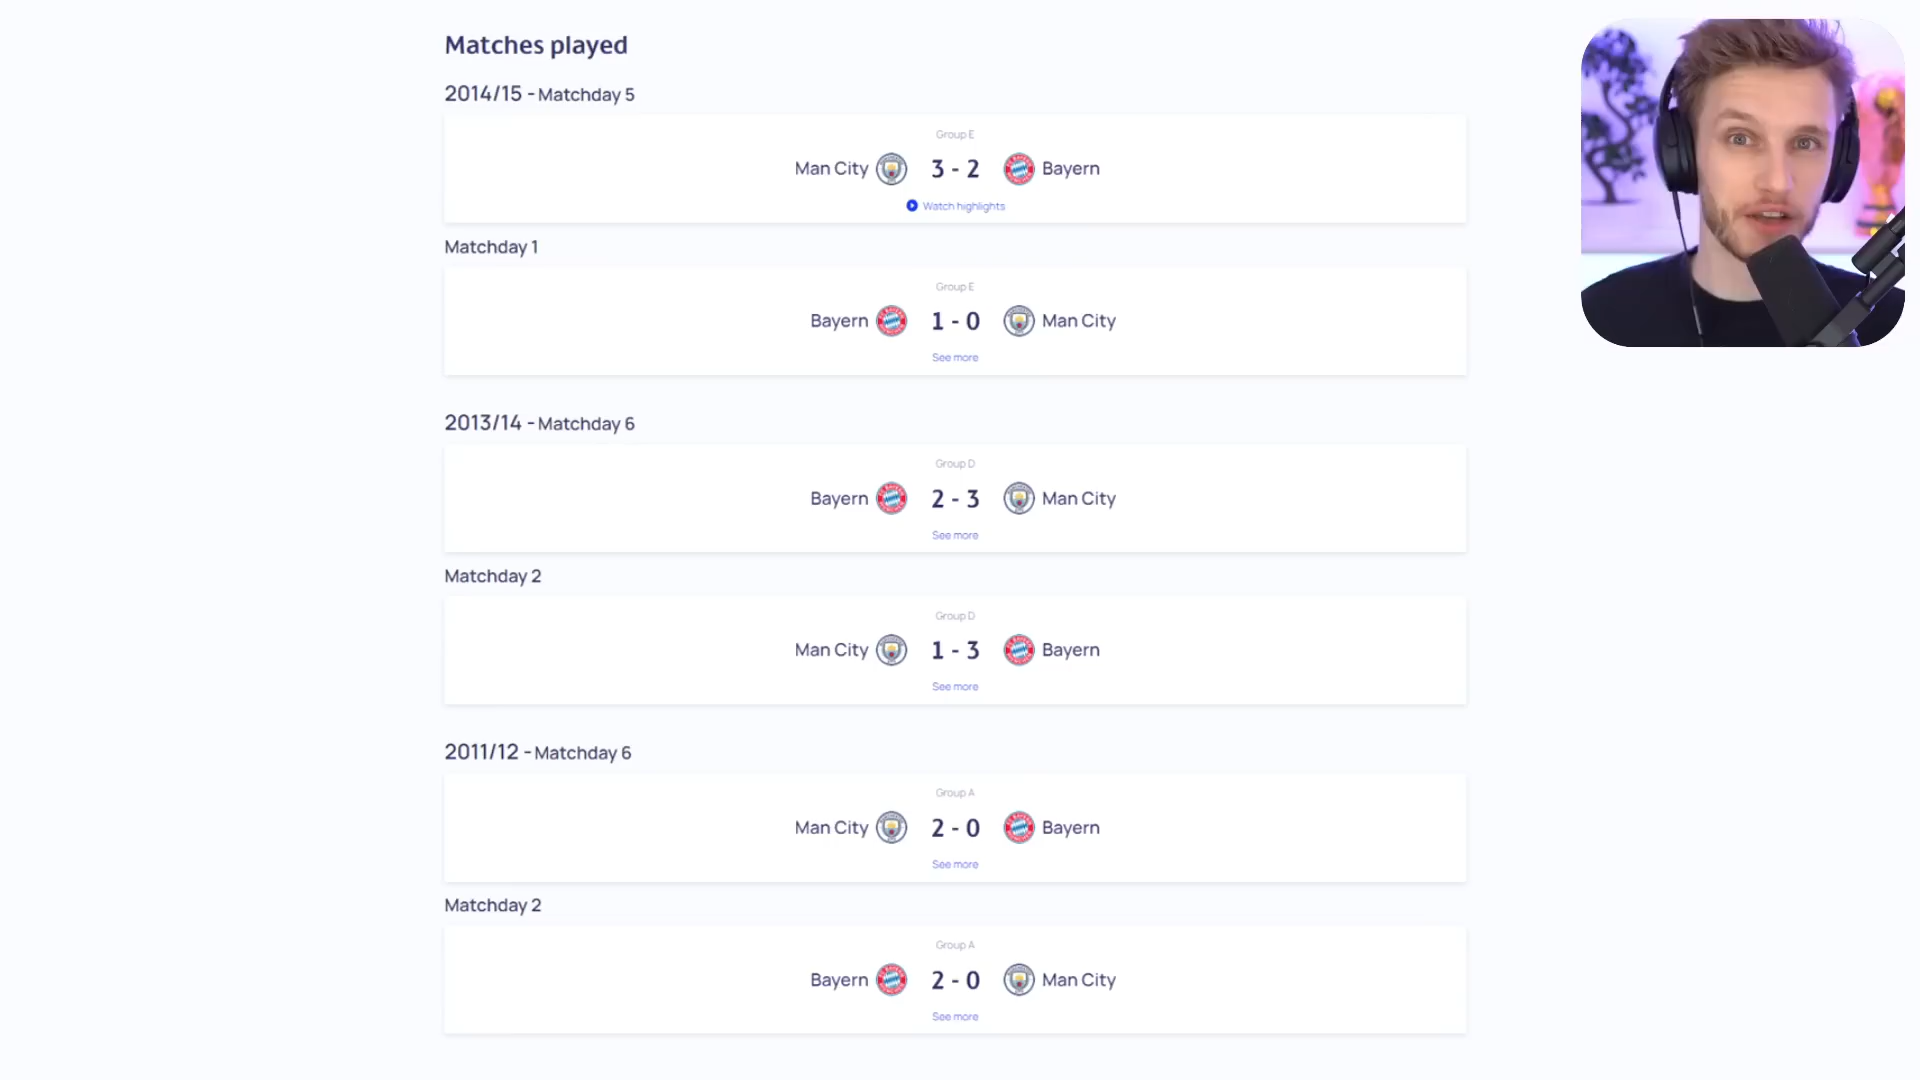 Matches played
2014/15 - Matchday 5
Group E
Man City 3 - 2 Bayern
Watch highlights
Matchday 1
Group E
Bayern 1 - 0 Man City
See more
2013/14 - Matchday 6
Group D
Bayern 2 - 3 Man City
See more
Matchday 2
Group D
Man City 1 - 3 Bayern
See more
2011/12 - Matchday 6
Group A
Man City 2 - 0 Bayern
See more
Matchday 2
Group A
Bayern 2 - 0 Man City
See more